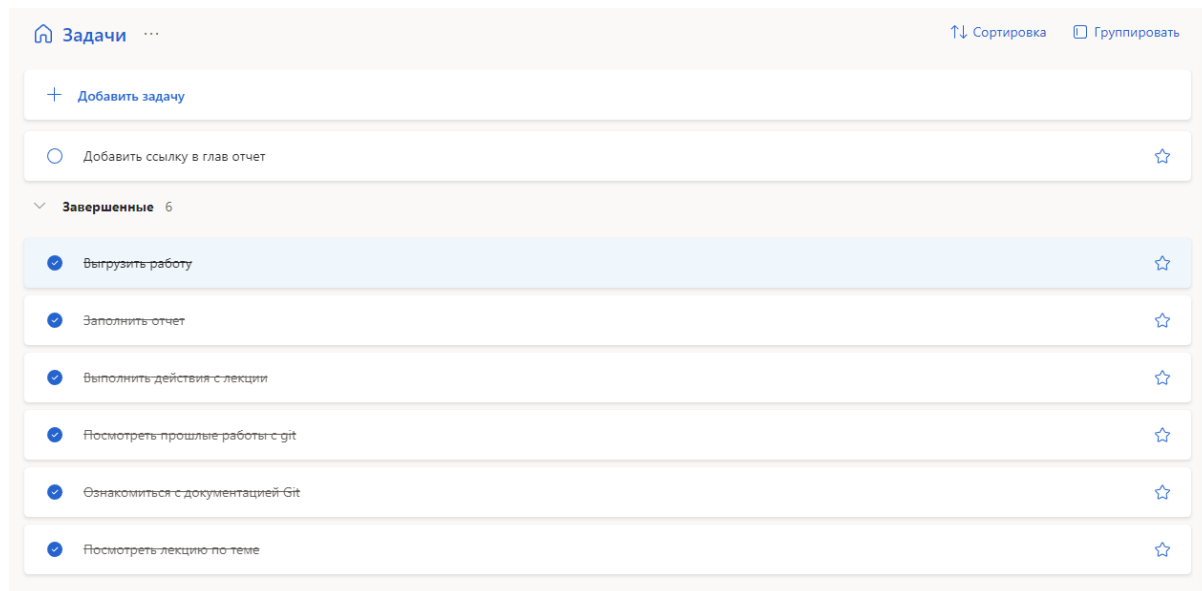 Задачи ...
Сортировка Группировать
Добавить задачу
Добавить ссылку в глав отчет
Завершенные 6
Выгрузить работу
Заполнить отчет
Выполнить действия с лекции
Посмотреть прошлые работы с git
Ознакомиться с документацией Git
Посмотреть лекцию по теме